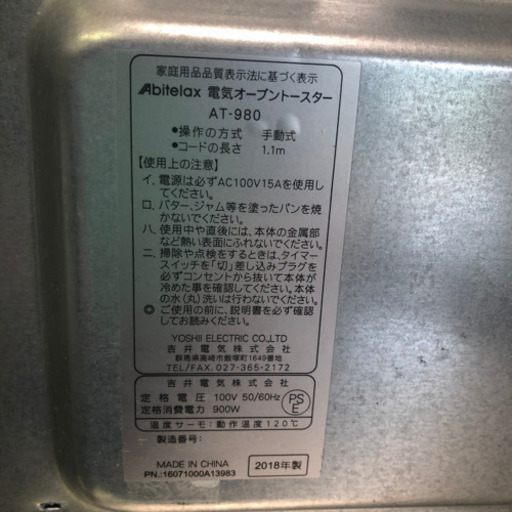 家庭用品品質表示法に基づく表示
Abitelax 電気オーブントースター
AT-980
●操作の方式 手動式
●コードの長さ 1.1m
【使用上の注意】
イ. 電源は必ずAC100V15Aを使用し
てください。
ロ. バター、ジャム等を塗ったパンを焼
かないでください。
ハ. 使用中や直後には、本体の金属部
など熱い表面にふれないでください。
ニ. 掃除や点検をするときは、タイマー
スイッチを「切」差し込みプラグを
必ずコンセントから抜いて本体が
冷めた事を確認してください。本体
の水(丸)洗いは行わないでください。
◎ ご使用の前に、説明書を必ず
してお読みください。
YOSHII ELECTRIC CO.,LTD
吉井電気株式会社
群馬県高崎市飯塚町1649番地
TEL/FAX. 027-365-2172
吉井電気株式会社
定格電圧 100V 50/60Hz
定格消費電力 900W
PSE
温度サーモ:動作温度120℃
製造番号:
MADE IN CHINA
2018年製
PN.:16071000A13983